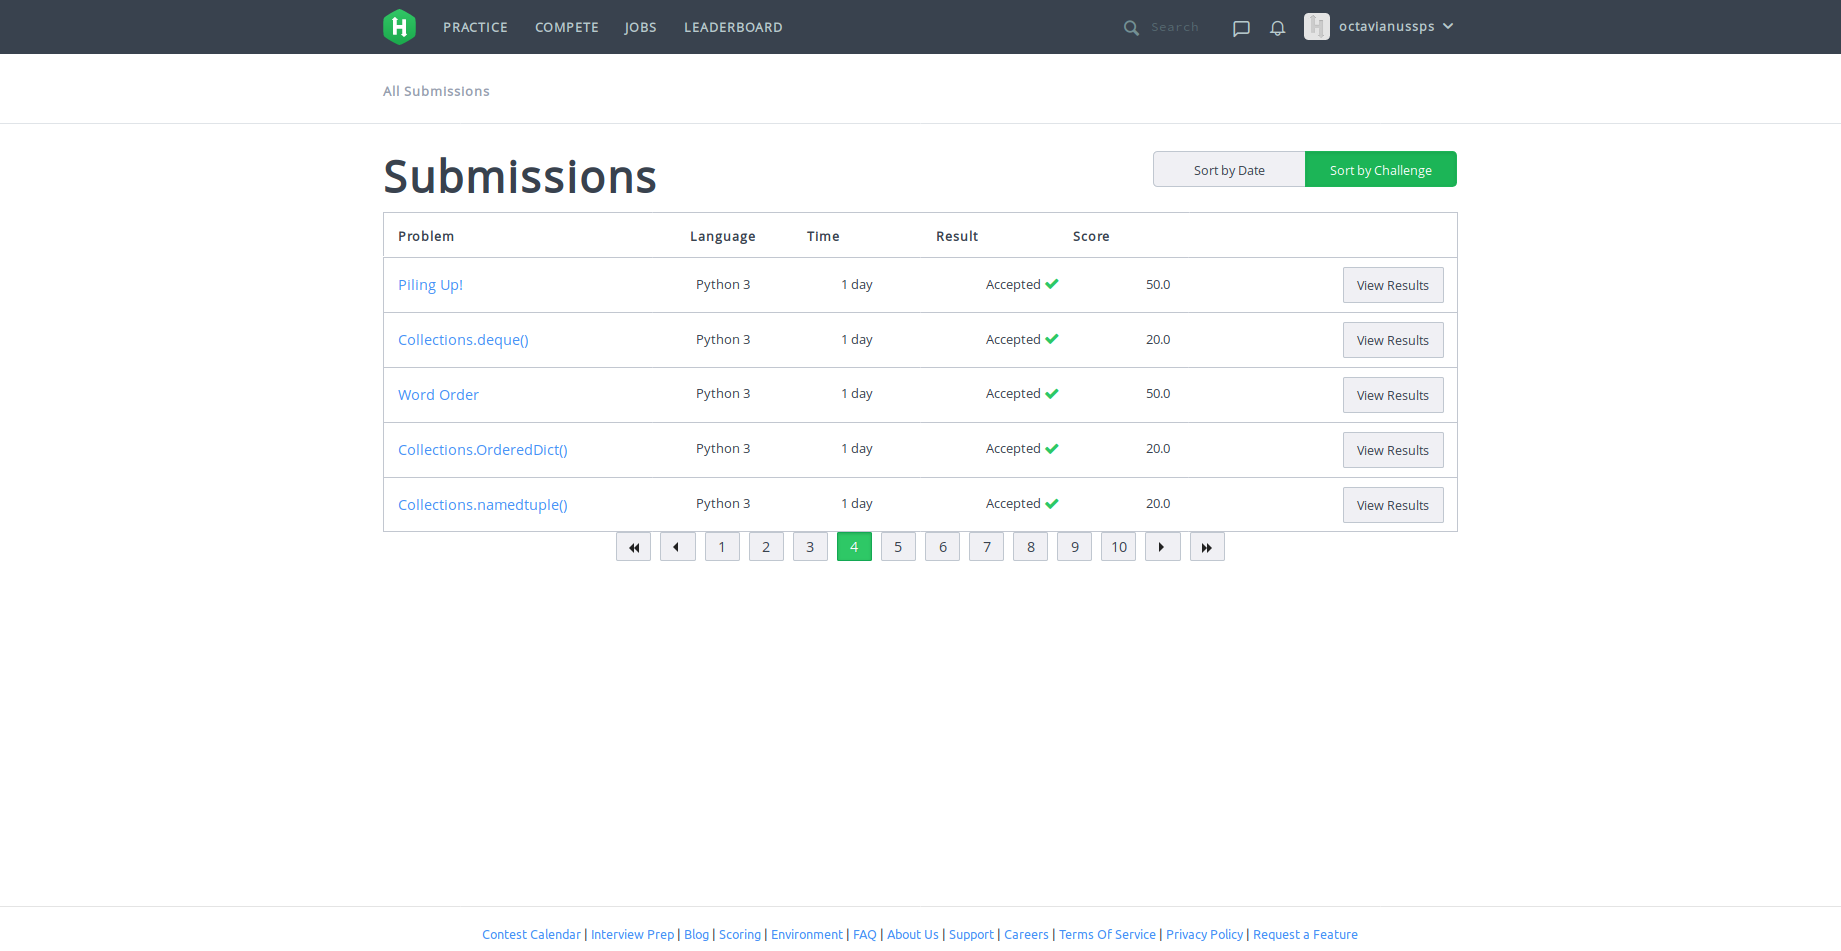 H PRACTICE COMPETE JOBS LEADERBOARD Search octavianussps
All Submissions
Submissions
Sort by Date Sort by Challenge
Problem Language Time Result Score
Piling Up! Python 3 1 day Accepted 50.0 View Results
Collections.deque() Python 3 1 day Accepted 20.0 View Results
Word Order Python 3 1 day Accepted 50.0 View Results
Collections.OrderedDict() Python 3 1 day Accepted 20.0 View Results
Collections.namedtuple() Python 3 1 day Accepted 20.0 View Results
1 2 3 4 5 6 7 8 9 10
Contest Calendar | Interview Prep | Blog | Scoring | Environment | FAQ | About Us | Support | Careers | Terms Of Service | Privacy Policy | Request a Feature